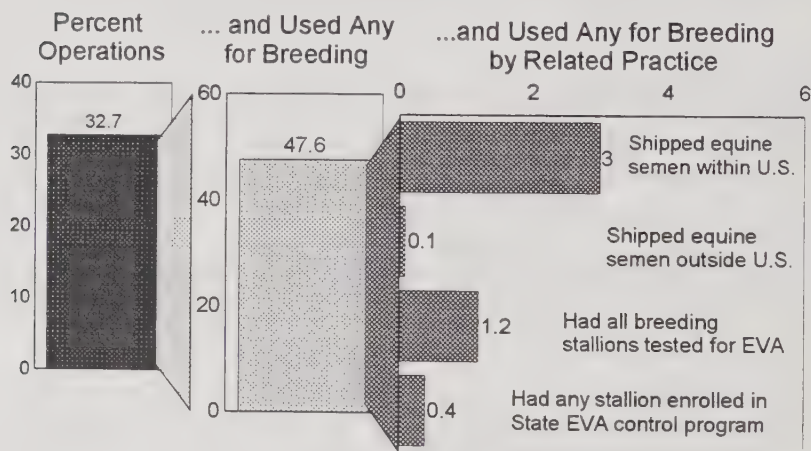 Percent
Operations
... and Used Any
for Breeding
...and Used Any for Breeding
by Related Practice
40
30
20
10
0
32.7
60
40
20
0
47.6
0
2
4
6
3
Shipped equine
semen within U.S.
0.1
Shipped equine
semen outside U.S.
1.2
Had all breeding
stallions tested for EVA
0.4
Had any stallion enrolled in
State EVA control program